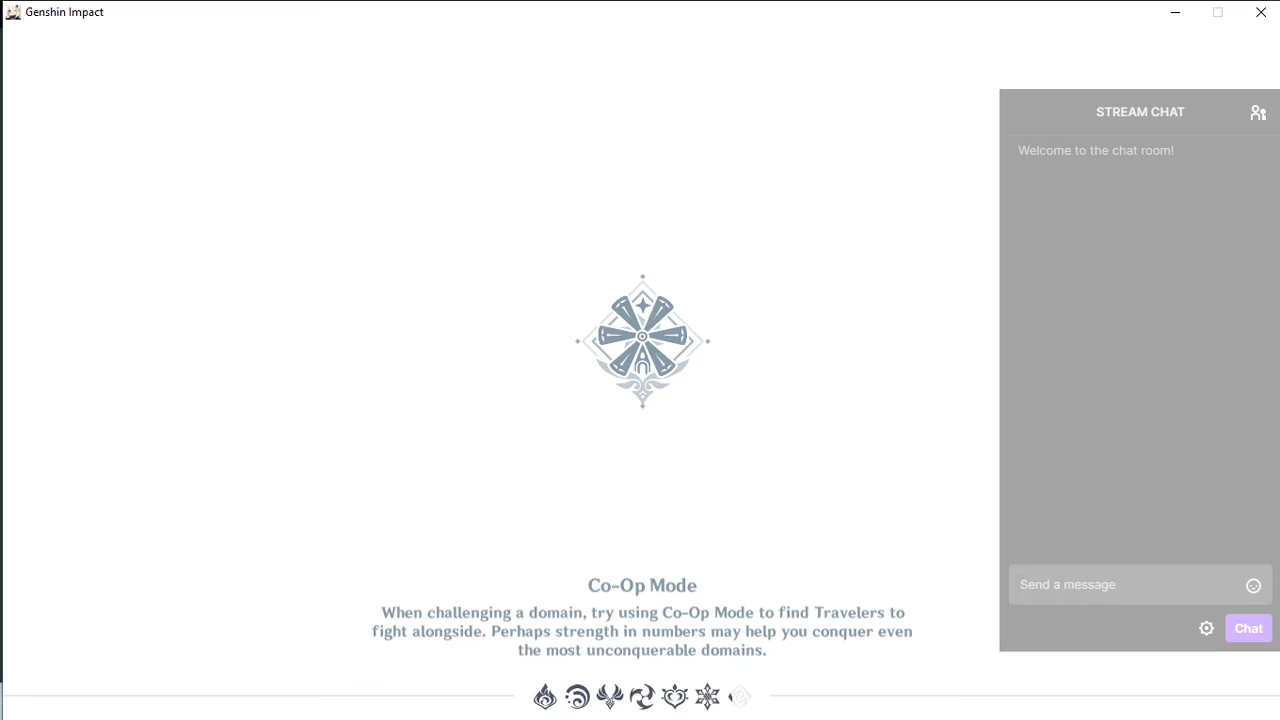 Genshin Impact
STREAM CHAT
Welcome to the chat room!
Send a message
Chat
Co-Op Mode
When challenging a domain, try using Co-Op Mode to find Travelers to
fight alongside. Perhaps strength in numbers may help you conquer even
the most unconquerable domains.